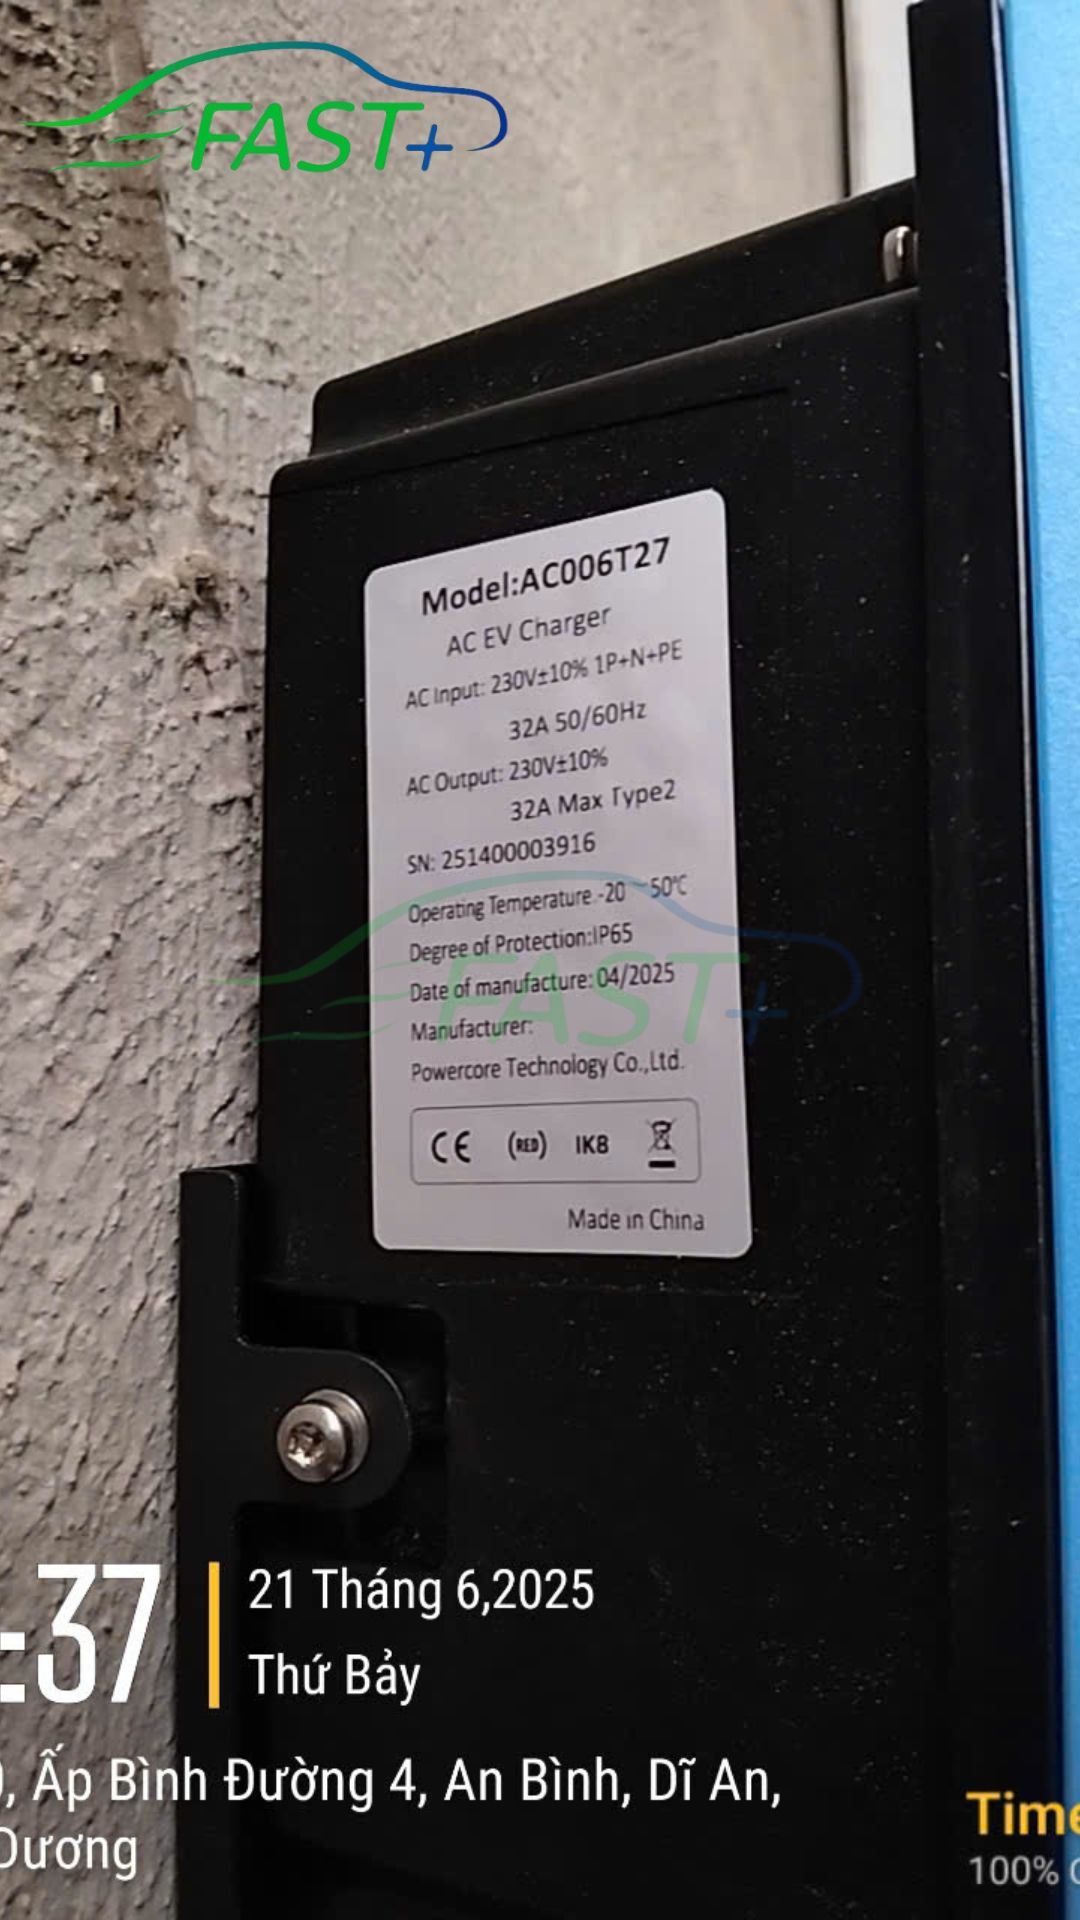 FAST+
Model:AC006T27
AC EV Charger
AC Input: 230V±10% 1P+N+PE
32A 50/60Hz
AC Output: 230V±10%
32A Max Type2
SN: 251400003916
Operating Temperature -20~50℃
Degree of Protection:IP65
FAST+
Date of manufacture: 04/2025
Manufacturer:
Powercore Technology Co.,Ltd.
CE (RED) IK8
Made in China
:37
21 Tháng 6,2025
Thứ Bảy
, Ấp Bình Đường 4, An Bình, Dĩ An,
Dương
Time
100%